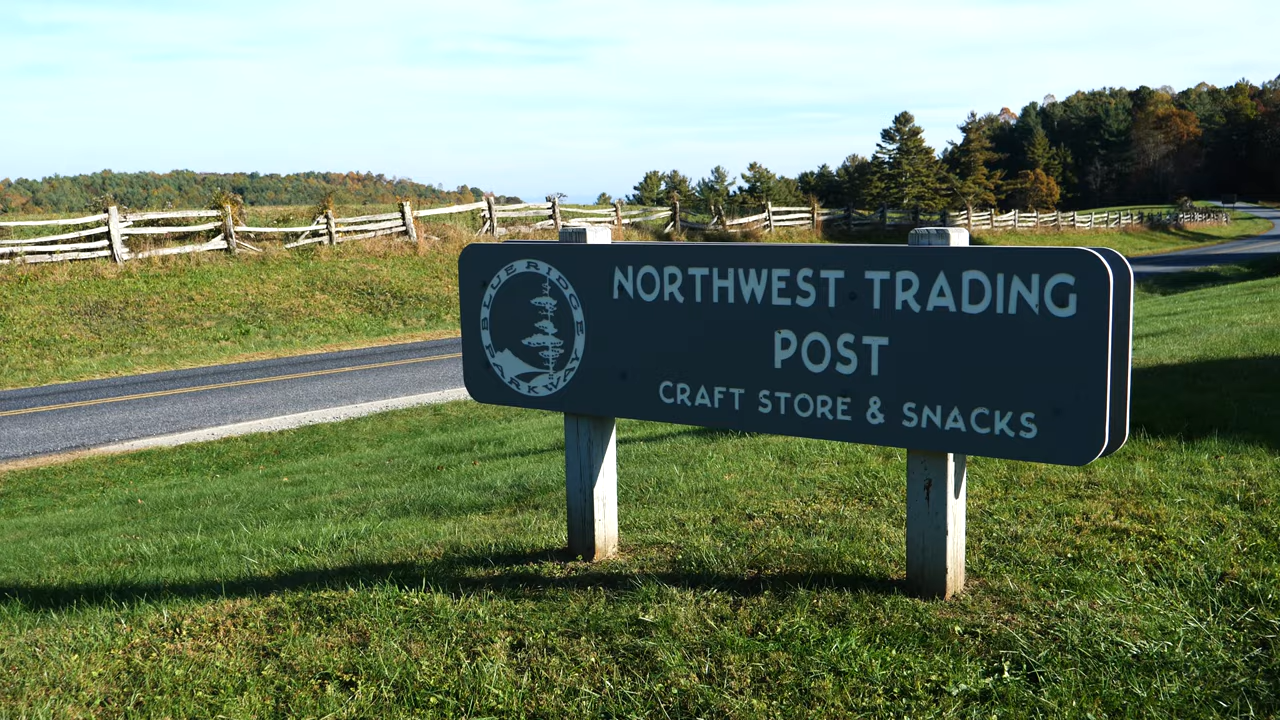 BLUE RIDGE
PARKWAY
NORTHWEST TRADING
POST
CRAFT STORE & SNACKS